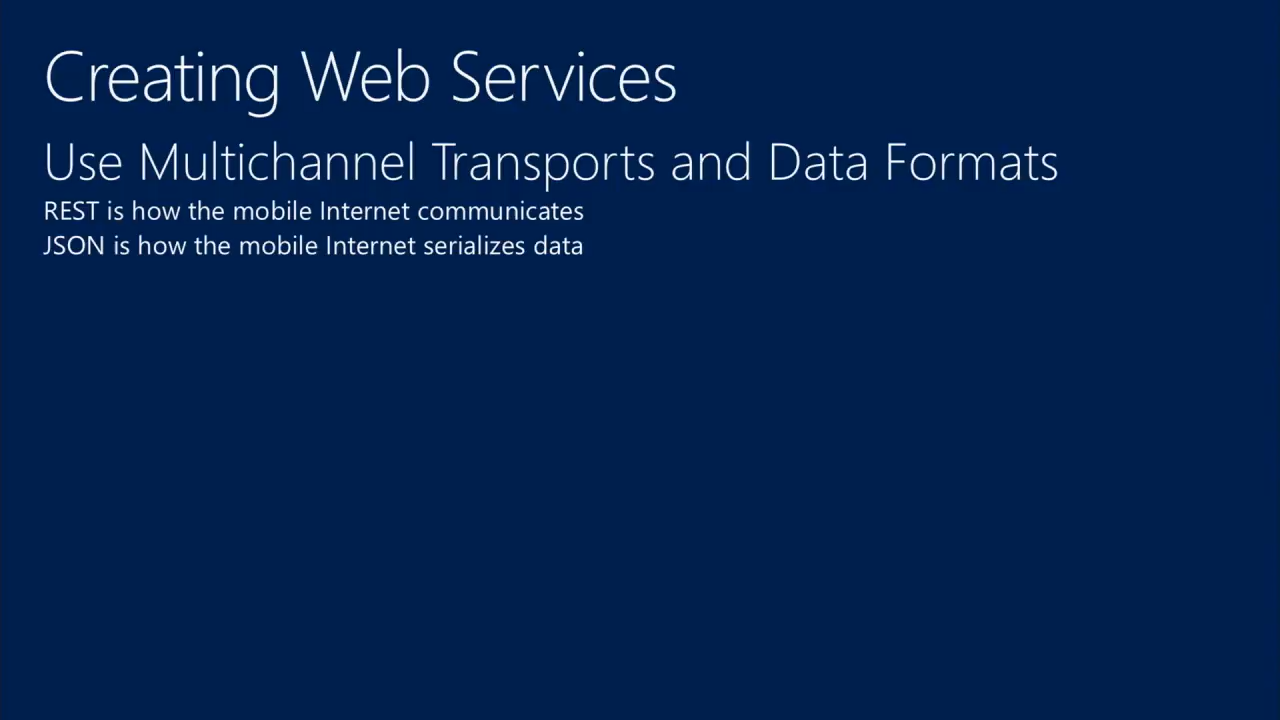 Creating Web Services
Use Multichannel Transports and Data Formats
REST is how the mobile Internet communicates
JSON is how the mobile Internet serializes data